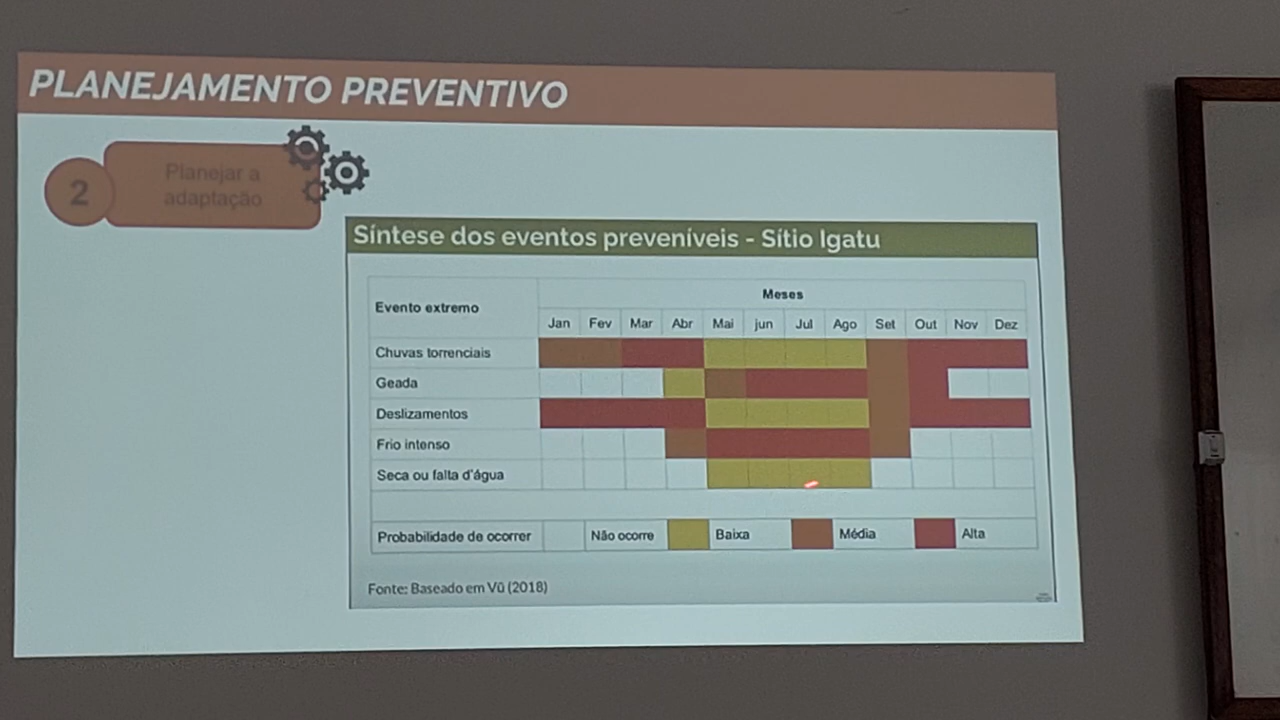 PLANEJAMENTO PREVENTIVO
2
Planejar a
adaptação
Síntese dos eventos preveníveis - Sítio Igatu
Evento extremo
Meses
Jan Fev Mar Abr Mai jun Jul Ago Set Out Nov Dez
Chuvas torrenciais
Geada
Deslizamentos
Frio intenso
Seca ou falta d'água
Probabilidade de ocorrer Não ocorre Baixa Média Alta
Fonte: Baseado em Vũ (2018)